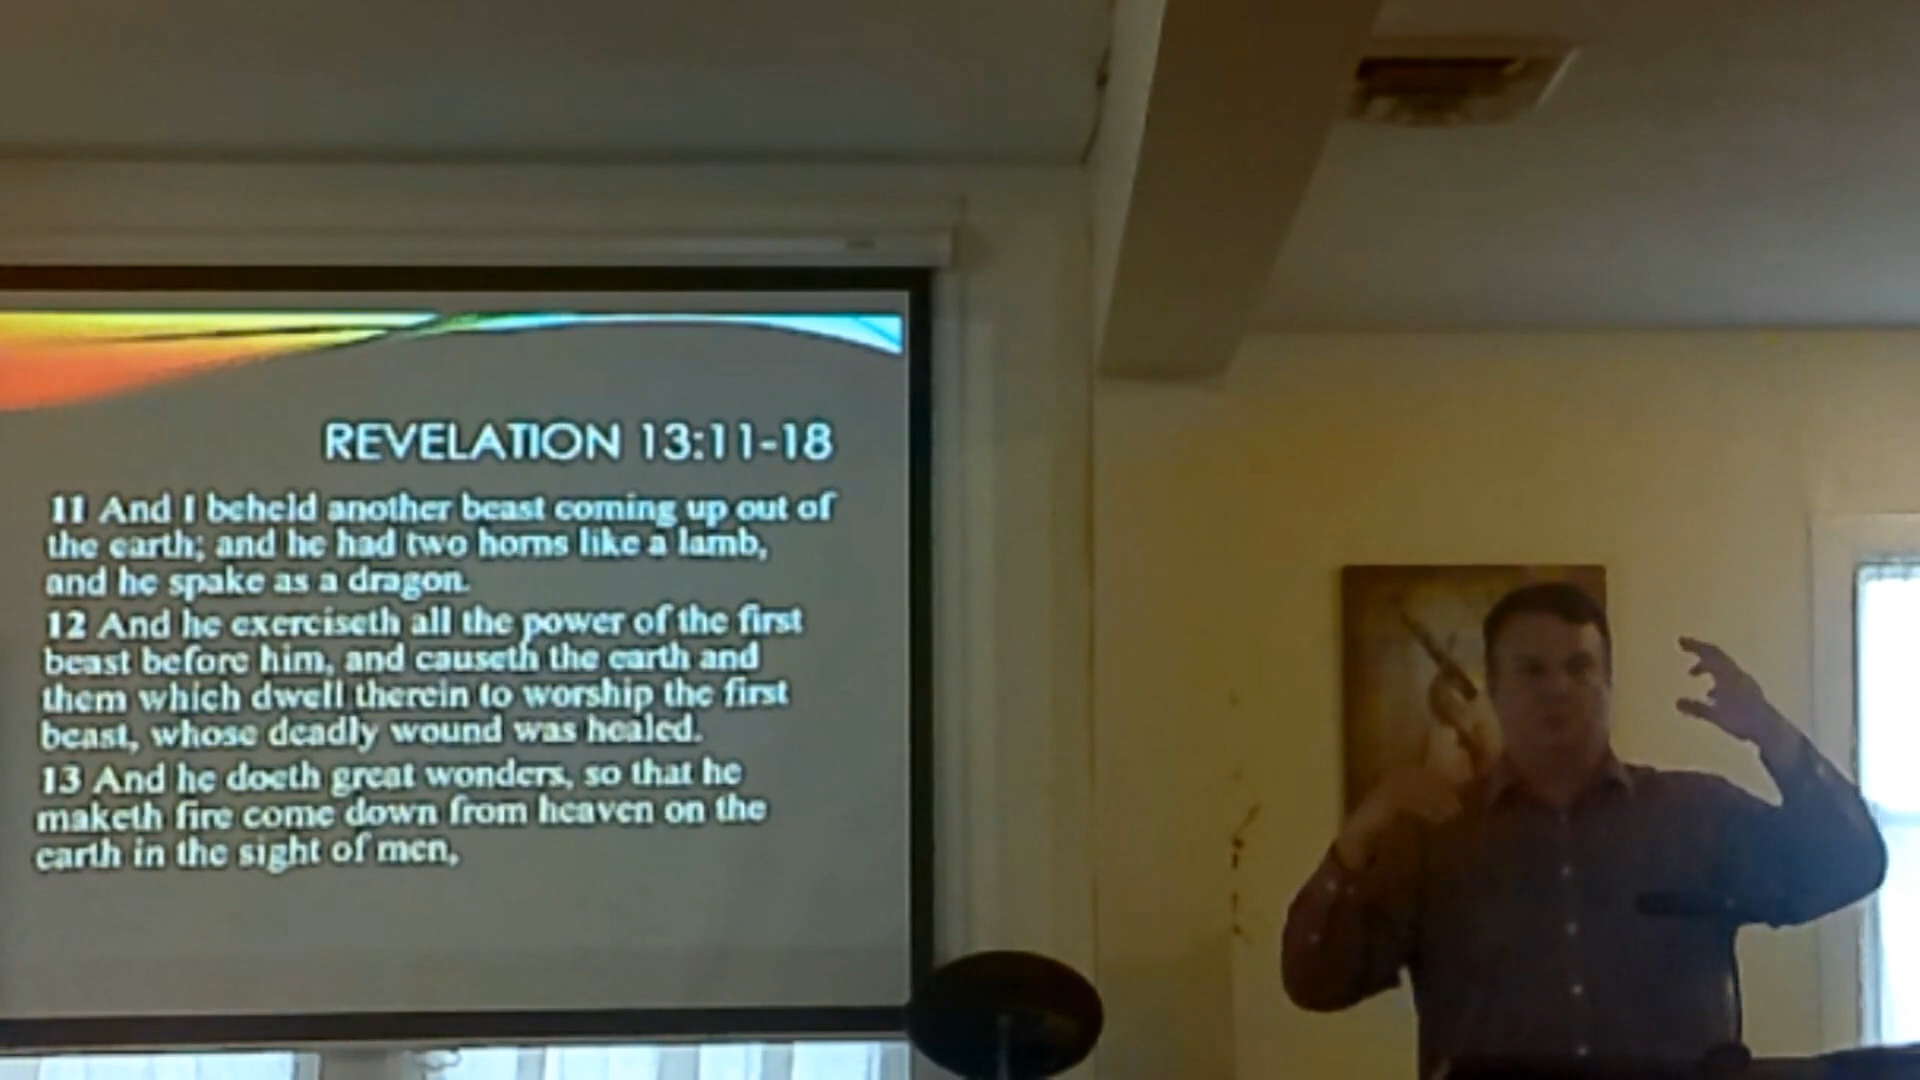 REVELATION 13:11-18
11 And I beheld another beast coming up out of
the earth; and he had two horns like a lamb,
and he spake as a dragon.
12 And he exerciseth all the power of the first
beast before him, and causeth the earth and
them which dwell therein to worship the first
beast, whose deadly wound was healed.
13 And he doeth great wonders, so that he
maketh fire come down from heaven on the
earth in the sight of men,